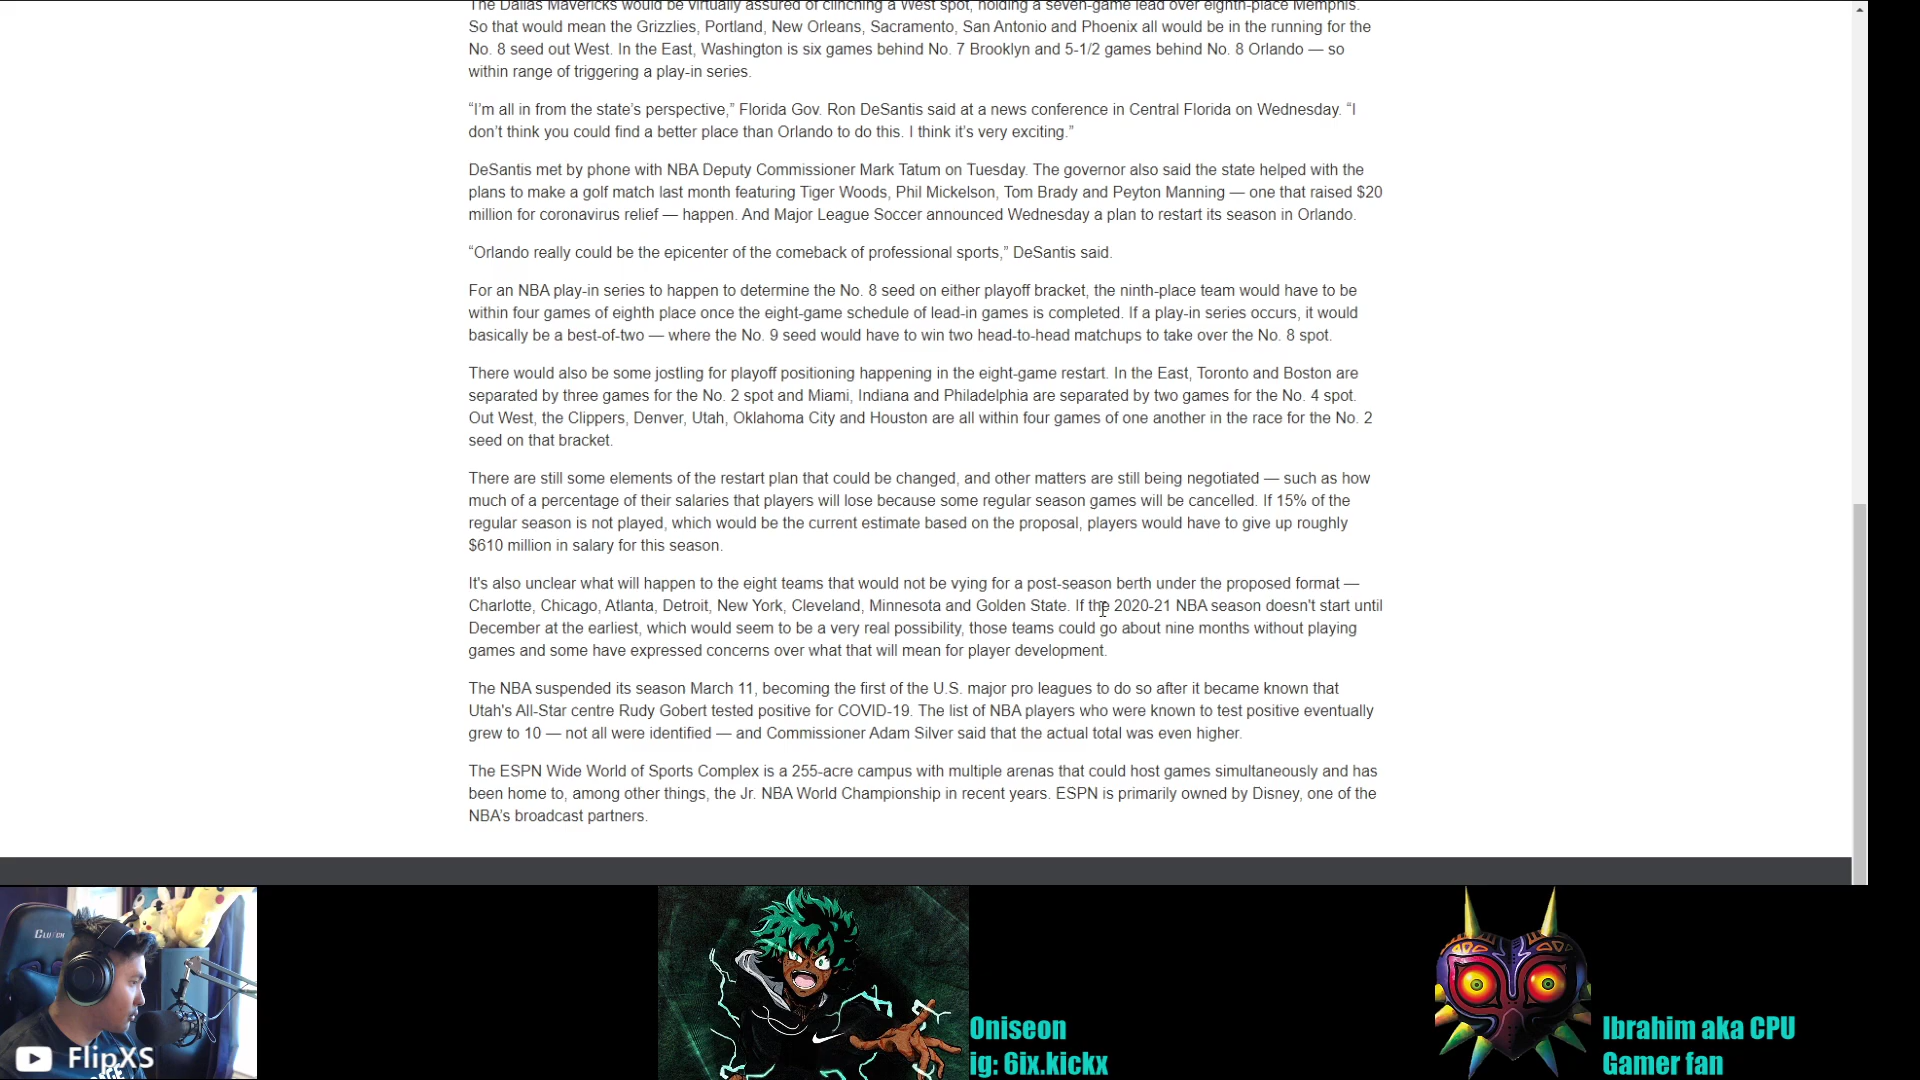 The Dallas Mavericks would be virtually assured of clinching a West spot, holding a seven-game lead over eighth-place Memphis.
So that would mean the Grizzlies, Portland, New Orleans, Sacramento, San Antonio and Phoenix all would be in the running for the
No. 8 seed out West. In the East, Washington is six games behind No. 7 Brooklyn and 5-1/2 games behind No. 8 Orlando — so
within range of triggering a play-in series.
“I’m all in from the state’s perspective,” Florida Gov. Ron DeSantis said at a news conference in Central Florida on Wednesday. “I
don’t think you could find a better place than Orlando to do this. I think it’s very exciting.”
DeSantis met by phone with NBA Deputy Commissioner Mark Tatum on Tuesday. The governor also said the state helped with the
plans to make a golf match last month featuring Tiger Woods, Phil Mickelson, Tom Brady and Peyton Manning — one that raised $20
million for coronavirus relief — happen. And Major League Soccer announced Wednesday a plan to restart its season in Orlando.
“Orlando really could be the epicenter of the comeback of professional sports,” DeSantis said.
For an NBA play-in series to happen to determine the No. 8 seed on either playoff bracket, the ninth-place team would have to be
within four games of eighth place once the eight-game schedule of lead-in games is completed. If a play-in series occurs, it would
basically be a best-of-two — where the No. 9 seed would have to win two head-to-head matchups to take over the No. 8 spot.
There would also be some jostling for playoff positioning happening in the eight-game restart. In the East, Toronto and Boston are
separated by three games for the No. 2 spot and Miami, Indiana and Philadelphia are separated by two games for the No. 4 spot.
Out West, the Clippers, Denver, Utah, Oklahoma City and Houston are all within four games of one another in the race for the No. 2
seed on that bracket.
There are still some elements of the restart plan that could be changed, and other matters are still being negotiated — such as how
much of a percentage of their salaries that players will lose because some regular season games will be cancelled. If 15% of the
regular season is not played, which would be the current estimate based on the proposal, players would have to give up roughly
$610 million in salary for this season.
It's also unclear what will happen to the eight teams that would not be vying for a post-season berth under the proposed format —
Charlotte, Chicago, Atlanta, Detroit, New York, Cleveland, Minnesota and Golden State. If the 2020-21 NBA season doesn't start until
December at the earliest, which would seem to be a very real possibility, those teams could go about nine months without playing
games and some have expressed concerns over what that will mean for player development.
The NBA suspended its season March 11, becoming the first of the U.S. major pro leagues to do so after it became known that
Utah's All-Star centre Rudy Gobert tested positive for COVID-19. The list of NBA players who were known to test positive eventually
grew to 10 — not all were identified — and Commissioner Adam Silver said that the actual total was even higher.
The ESPN Wide World of Sports Complex is a 255-acre campus with multiple arenas that could host games simultaneously and has
been home to, among other things, the Jr. NBA World Championship in recent years. ESPN is primarily owned by Disney, one of the
NBA’s broadcast partners.
FlipXS
Oniseon
ig: 6ix.kickx
Ibrahim aka CPU
Gamer fan